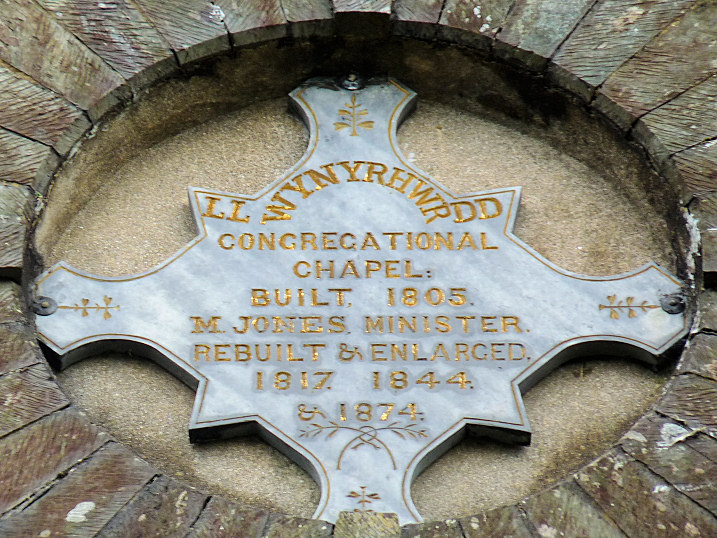 LLWYNYRHWRDD
CONGREGATIONAL
CHAPEL:
BUILT. 1805.
M. JONES. MINISTER.
REBUILT & ENLARGED.
1817. 1844.
& 1874.